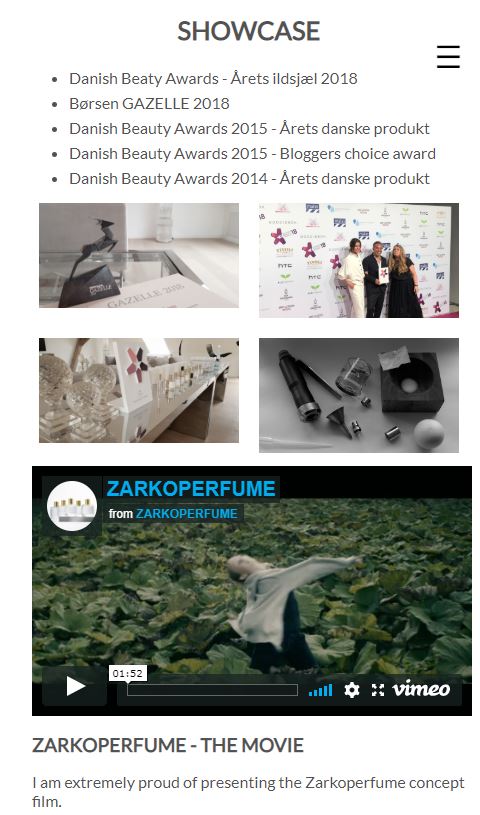 SHOWCASE
Danish Beaty Awards - Årets ildsjæl 2018
Børsen GAZELLE 2018
Danish Beauty Awards 2015 - Årets danske produkt
Danish Beauty Awards 2015 - Bloggers choice award
Danish Beauty Awards 2014 - Årets danske produkt
GAZELLE
GAZELLE 2018
ZARKOPERFUME
from ZARKOPERFUME
01:52
vimeo
ZARKOPERFUME - THE MOVIE
I am extremely proud of presenting the Zarkoperfume concept
film.